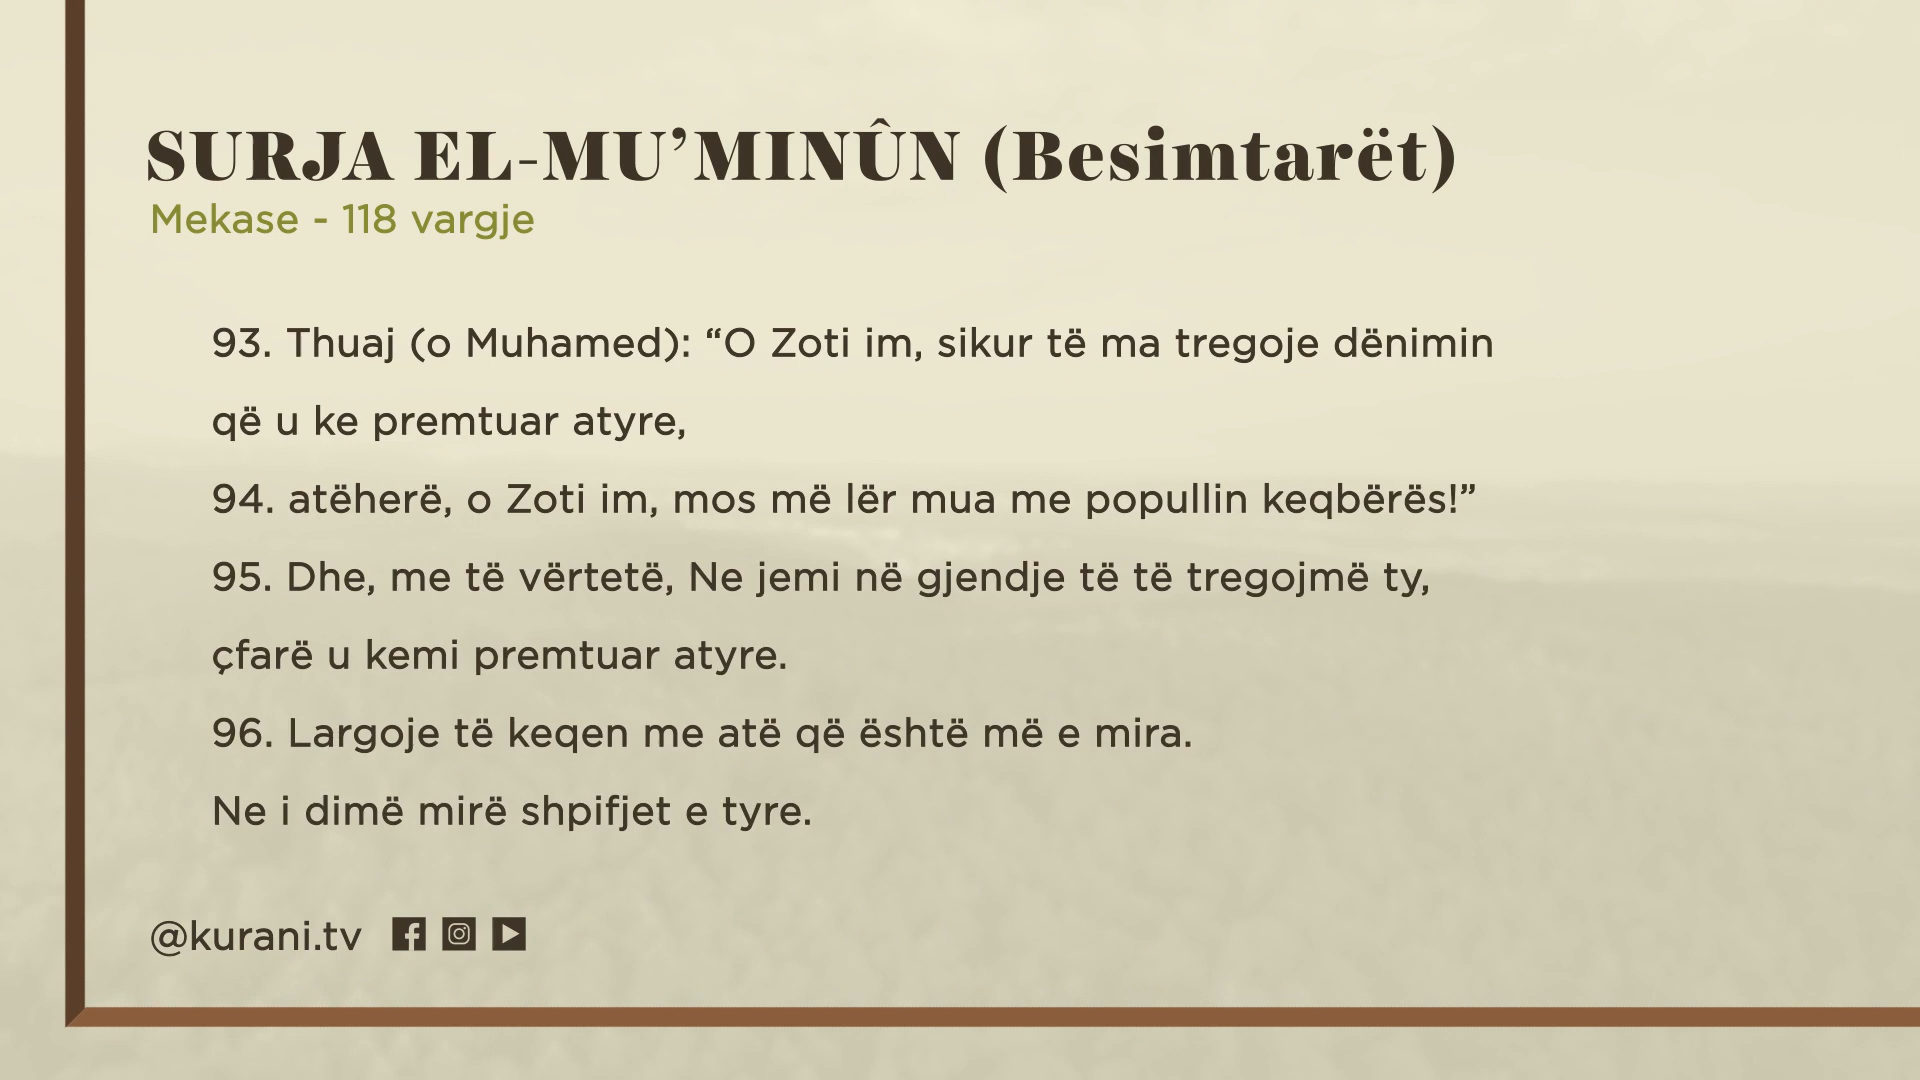 SURJA EL-MU’MINÛN (Besimtarët)
Mekase - 118 vargje
93. Thuaj (o Muhamed): “O Zoti im, sikur të ma tregoje dënimin
që u ke premtuar atyre,
94. atëherë, o Zoti im, mos më lër mua me popullin keqbërës!”
95. Dhe, me të vërtetë, Ne jemi në gjendje të të tregojmë ty,
çfarë u kemi premtuar atyre.
96. Largoje të keqen me atë që është më e mira.
Ne i dimë mirë shpifjet e tyre.
@kurani.tv